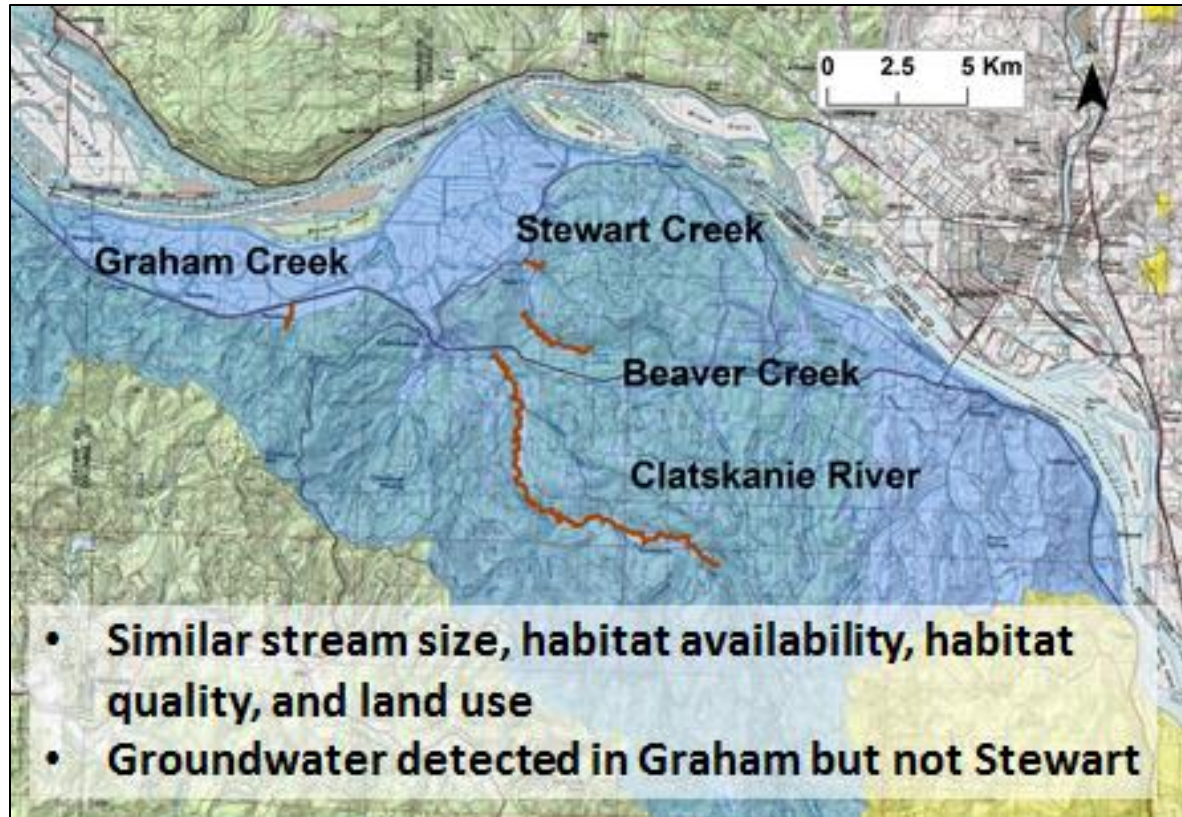 0 2.5 5 Km
Stewart Creek
Graham Creek
Beaver Creek
Clatskanie River
• Similar stream size, habitat availability, habitat
quality, and land use
• Groundwater detected in Graham but not Stewart